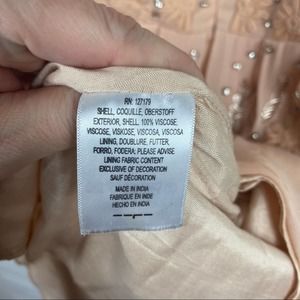 RN: 127179
SHELL, COQUILLE, OBERSTOFF
EXTERIOR, SHELL: 100% VISCOSE,
VISCOSE, VISKOSE, VISCOSA, VISCOSA
LINING, DOUBLURE, FUTTER,
FORRO, FODERA: PLEASE ADVISE
LINING FABRIC CONTENT
EXCLUSIVE OF DECORATION
SAUF DÉCORATION
MADE IN INDIA
FABRIQUE EN INDE
HECHO EN INDIA